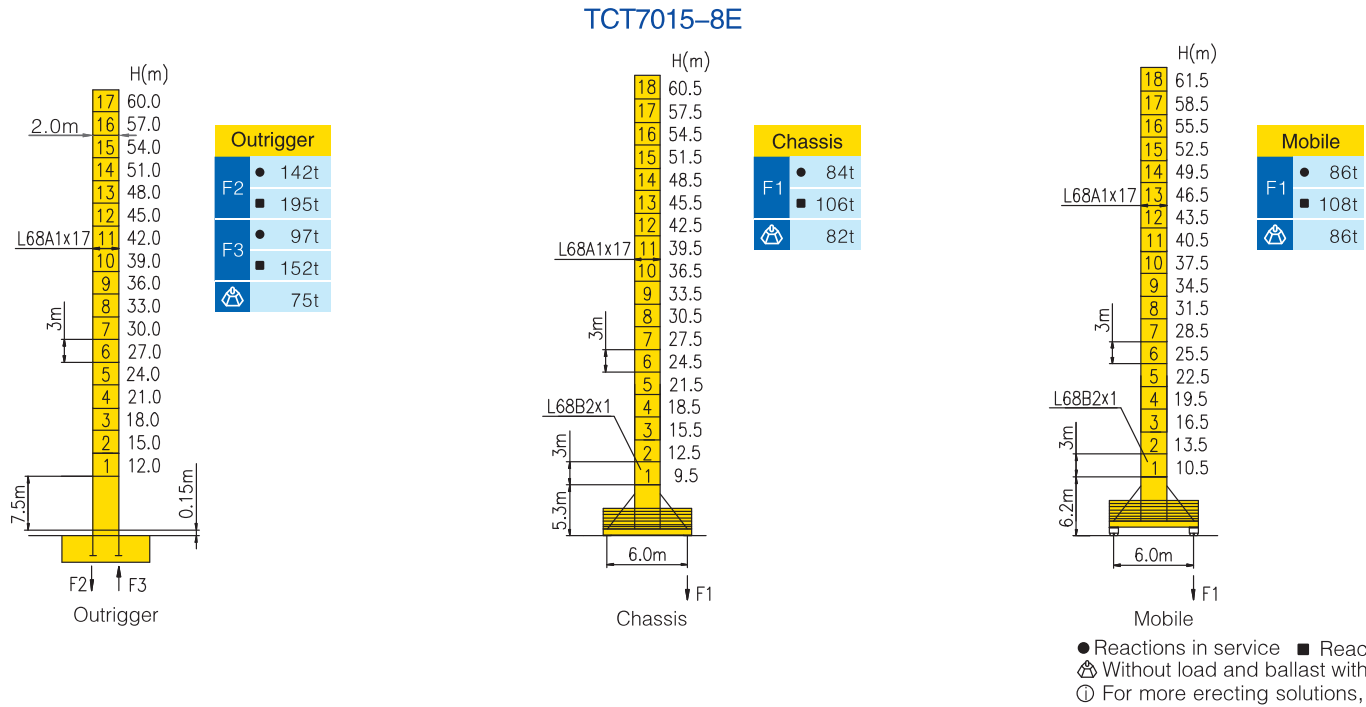 TCT7015-8E
H(m)
17 60.0
16 57.0
2.0m
15 54.0
14 51.0
13 48.0
12 45.0
L68A1x17
11 42.0
10 39.0
9 36.0
8 33.0
7 30.0
3m
6 27.0
5 24.0
4 21.0
3 18.0
2 15.0
1 12.0
7.5m
0.15m
F2 F3
Outrigger
Outrigger
F2 ● 142t
■ 195t
F3 ● 97t
■ 152t
75t
H(m)
18 60.5
17 57.5
16 54.5
15 51.5
14 48.5
13 45.5
12 42.5
L68A1x17
11 39.5
10 36.5
9 33.5
8 30.5
7 27.5
3m
6 24.5
5 21.5
L68B2x1
4 18.5
3 15.5
2 12.5
3m
1 9.5
5.3m
6.0m
F1
Chassis
Chassis
F1 ● 84t
■ 106t
82t
H(m)
18 61.5
17 58.5
16 55.5
15 52.5
14 49.5
L68A1x17
13 46.5
12 43.5
11 40.5
10 37.5
9 34.5
8 31.5
7 28.5
3m
6 25.5
5 22.5
L68B2x1
4 19.5
3 16.5
2 13.5
3m
1 10.5
6.2m
6.0m
F1
Mobile
Mobile
F1 ● 86t
■ 108t
86t
● Reactions in service ■ Reac
Without load and ballast with
ⓘ For more erecting solutions,